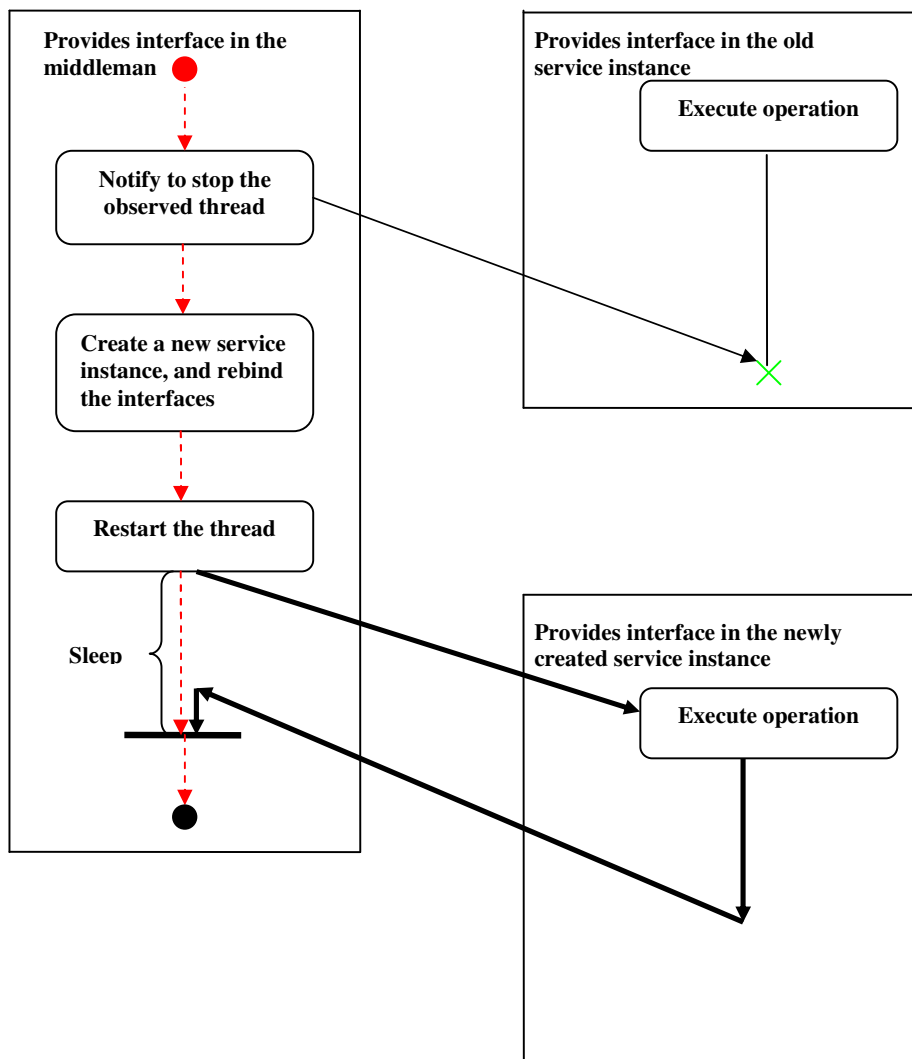 Provides interface in the
middleman
Notify to stop the
observed thread
Create a new service
instance, and rebind
the interfaces
Restart the thread
Sleep
Provides interface in the old
service instance
Execute operation
Provides interface in the newly
created service instance
Execute operation